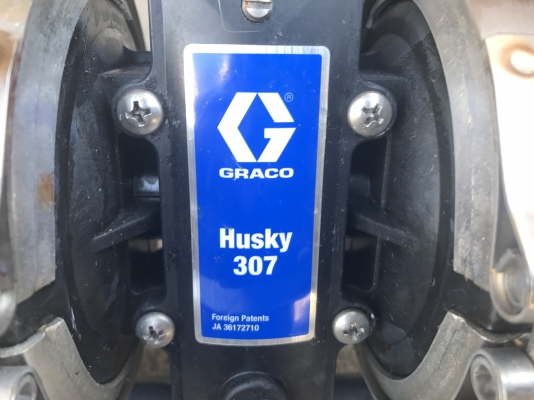 ®
GRACO
Husky
307
Foreign Patents
JA 36172710